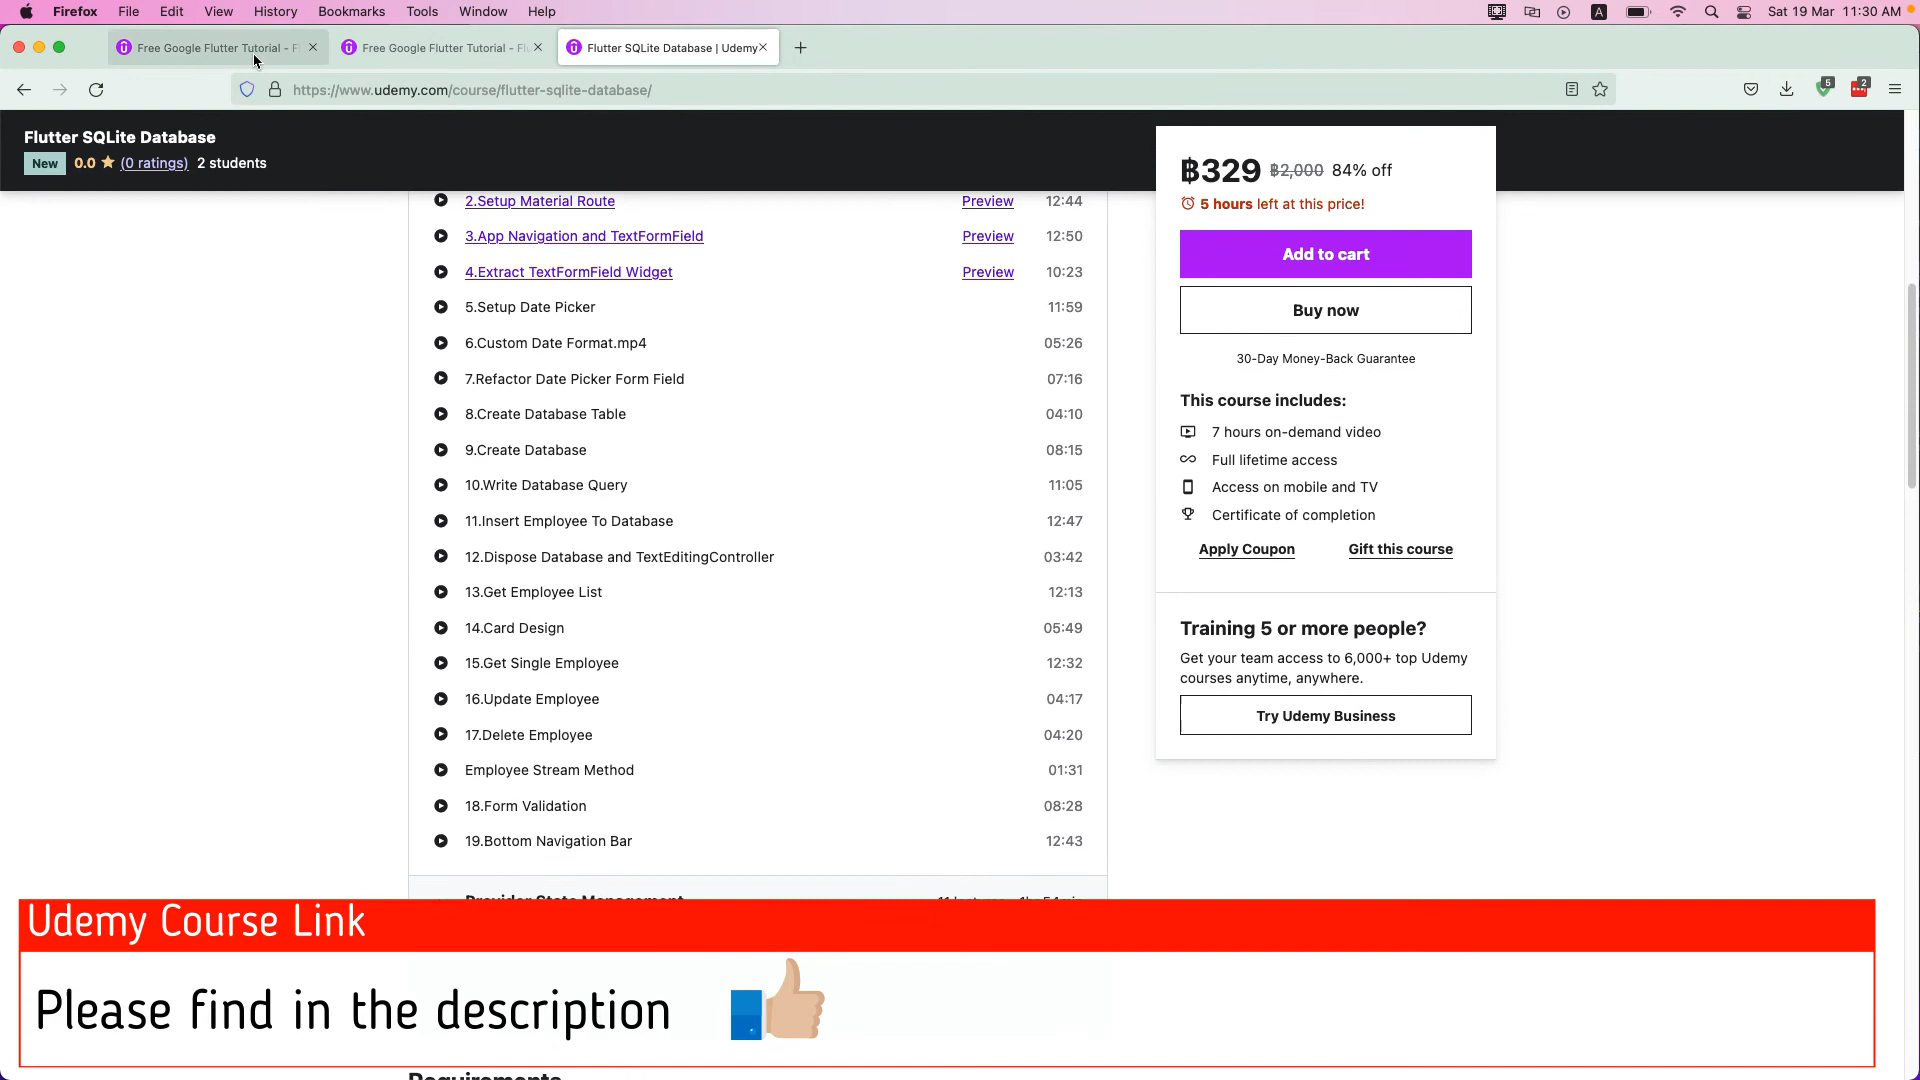 Firefox File Edit View History Bookmarks Tools Window Help A Sat 19 Mar 11:30 AM
Free Google Flutter Tutorial - F Free Google Flutter Tutorial - Flu Flutter SQLite Database | Udemy
https://www.udemy.com/course/flutter-sqlite-database/ 5 2
Flutter SQLite Database
New 0.0 (0 ratings) 2 students
2.Setup Material Route Preview 12:44
3.App Navigation and TextFormField Preview 12:50
4.Extract TextFormField Widget Preview 10:23
5.Setup Date Picker 11:59
6.Custom Date Format.mp4 05:26
7.Refactor Date Picker Form Field 07:16
8.Create Database Table 04:10
9.Create Database 08:15
10.Write Database Query 11:05
11.Insert Employee To Database 12:47
12.Dispose Database and TextEditingController 03:42
13.Get Employee List 12:13
14.Card Design 05:49
15.Get Single Employee 12:32
16.Update Employee 04:17
17.Delete Employee 04:20
Employee Stream Method 01:31
18.Form Validation 08:28
19.Bottom Navigation Bar 12:43
Provider State Management
฿329 ฿2,000 84% off
5 hours left at this price!
Add to cart
Buy now
30-Day Money-Back Guarantee
This course includes:
7 hours on-demand video
Full lifetime access
Access on mobile and TV
Certificate of completion
Apply Coupon Gift this course
Training 5 or more people?
Get your team access to 6,000+ top Udemy
courses anytime, anywhere.
Try Udemy Business
Udemy Course Link
Please find in the description
Requirements